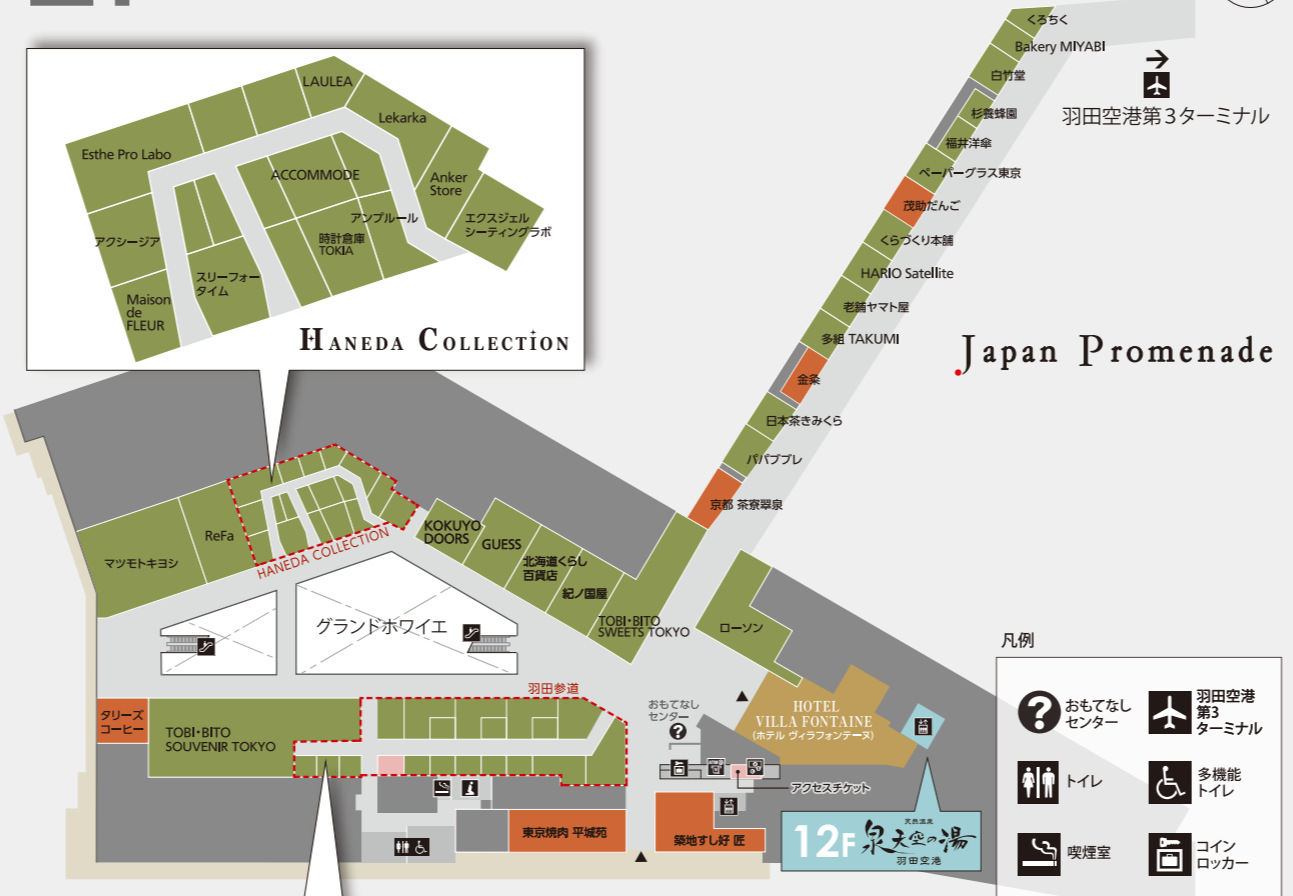 くろちく
Bakery MIYABI
白竹堂
杉養蜂園
福井洋傘
ペーパーグラス東京
茂助だんご
くらづくり本舗
HARIO Satellite
老舗ヤマト屋
多組 TAKUMI
金粂
日本茶きみくら
パパブブレ
京都 茶寮翠泉
→
羽田空港第3ターミナル
Japan Promenade
LAULEA
Lekarka
Esthe Pro Labo
ACCOMMODE
Anker
Store
アンプルール
エクスジェル
シーティングラボ
アクシージア
時計倉庫
TOKIA
スリーフォー
タイム
Maison
de
FLEUR
HANEDA COLLECTION
マツモトキヨシ
ReFa
HANEDA COLLECTION
KOKUYO
DOORS
GUESS
北海道くらし
百貨店
紀ノ国屋
TOBI・BITO
SWEETS TOKYO
ローソン
グランドホワイエ
羽田参道
タリーズ
コーヒー
TOBI・BITO
SOUVENIR TOKYO
おもてなし
センター
?
HOTEL
VILLA FONTAINE
(ホテル ヴィラフォンテーヌ)
アクセスチケット
東京焼肉 平城苑
築地すし好 匠
12F
天然温泉
泉天空の湯
羽田空港
凡例
?
おもてなし
センター
羽田空港
第3
ターミナル
トイレ
多機能
トイレ
喫煙室
コイン
ロッカー